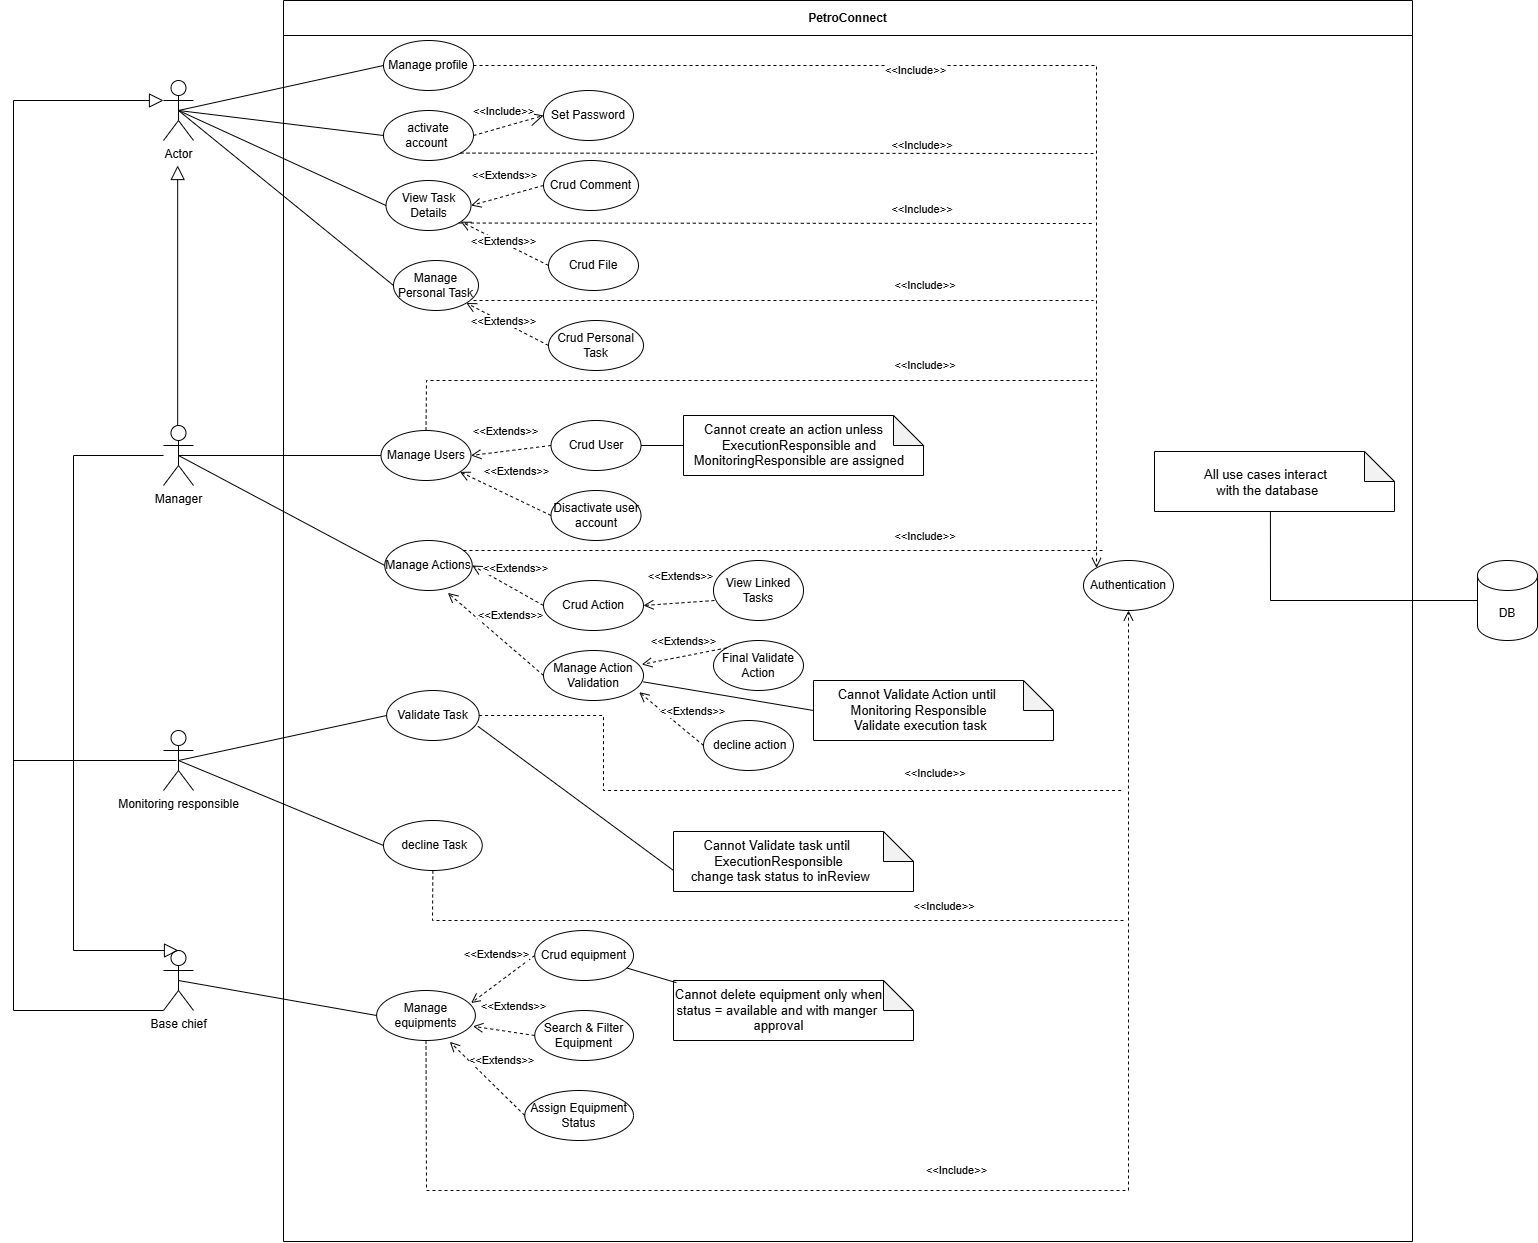 PetroConnect
Manage profile
<<Include>>
Actor
activate
account
<<Include>>
Set Password
<<Include>>
View Task
Details
<<Extends>>
Crud Comment
<<Include>>
<<Extends>>
Crud File
Manage
Personal Task
<<Include>>
<<Extends>>
Crud Personal
Task
<<Include>>
Manager
Manage Users
<<Extends>>
Crud User
Cannot create an action unless
ExecutionResponsible and
MonitoringResponsible are assigned
<<Extends>>
Disactivate user
account
All use cases interact
with the database
<<Include>>
Manage Actions
<<Extends>>
Crud Action
<<Extends>>
View Linked
Tasks
Authentication
DB
<<Extends>>
Manage Action
Validation
<<Extends>>
Final Validate
Action
Cannot Validate Action until
Monitoring Responsible
Validate execution task
<<Extends>>
decline action
Validate Task
<<Include>>
Monitoring responsible
decline Task
Cannot Validate task until
ExecutionResponsible
change task status to inReview
<<Include>>
Base chief
Manage
equipments
<<Extends>>
Crud equipment
Cannot delete equipment only when
status = available and with manger
approval
<<Extends>>
Search & Filter
Equipment
<<Extends>>
Assign Equipment
Status
<<Include>>